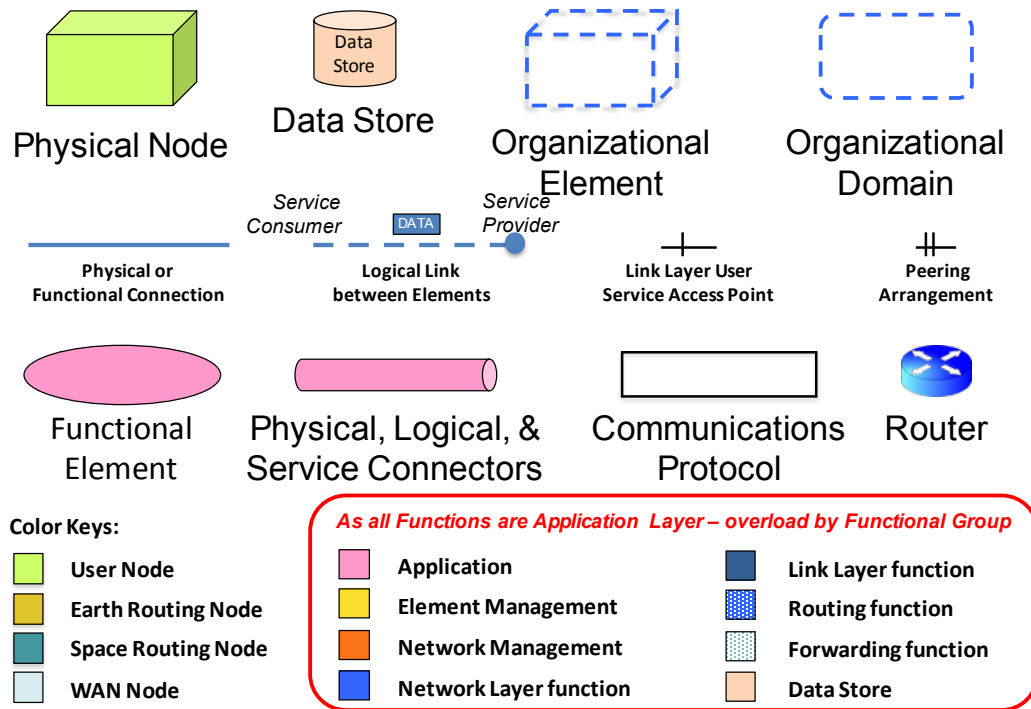 Data
Store
Physical Node
Data Store
Organizational
Element
Organizational
Domain
Service
Consumer
DATA
Service
Provider
Physical or
Functional Connection
Logical Link
between Elements
Link Layer User
Service Access Point
Peering
Arrangement
Functional
Element
Physical, Logical, &
Service Connectors
Communications
Protocol
Router
Color Keys:
User Node
Earth Routing Node
Space Routing Node
WAN Node
As all Functions are Application Layer – overload by Functional Group
Application
Element Management
Network Management
Network Layer function
Link Layer function
Routing function
Forwarding function
Data Store